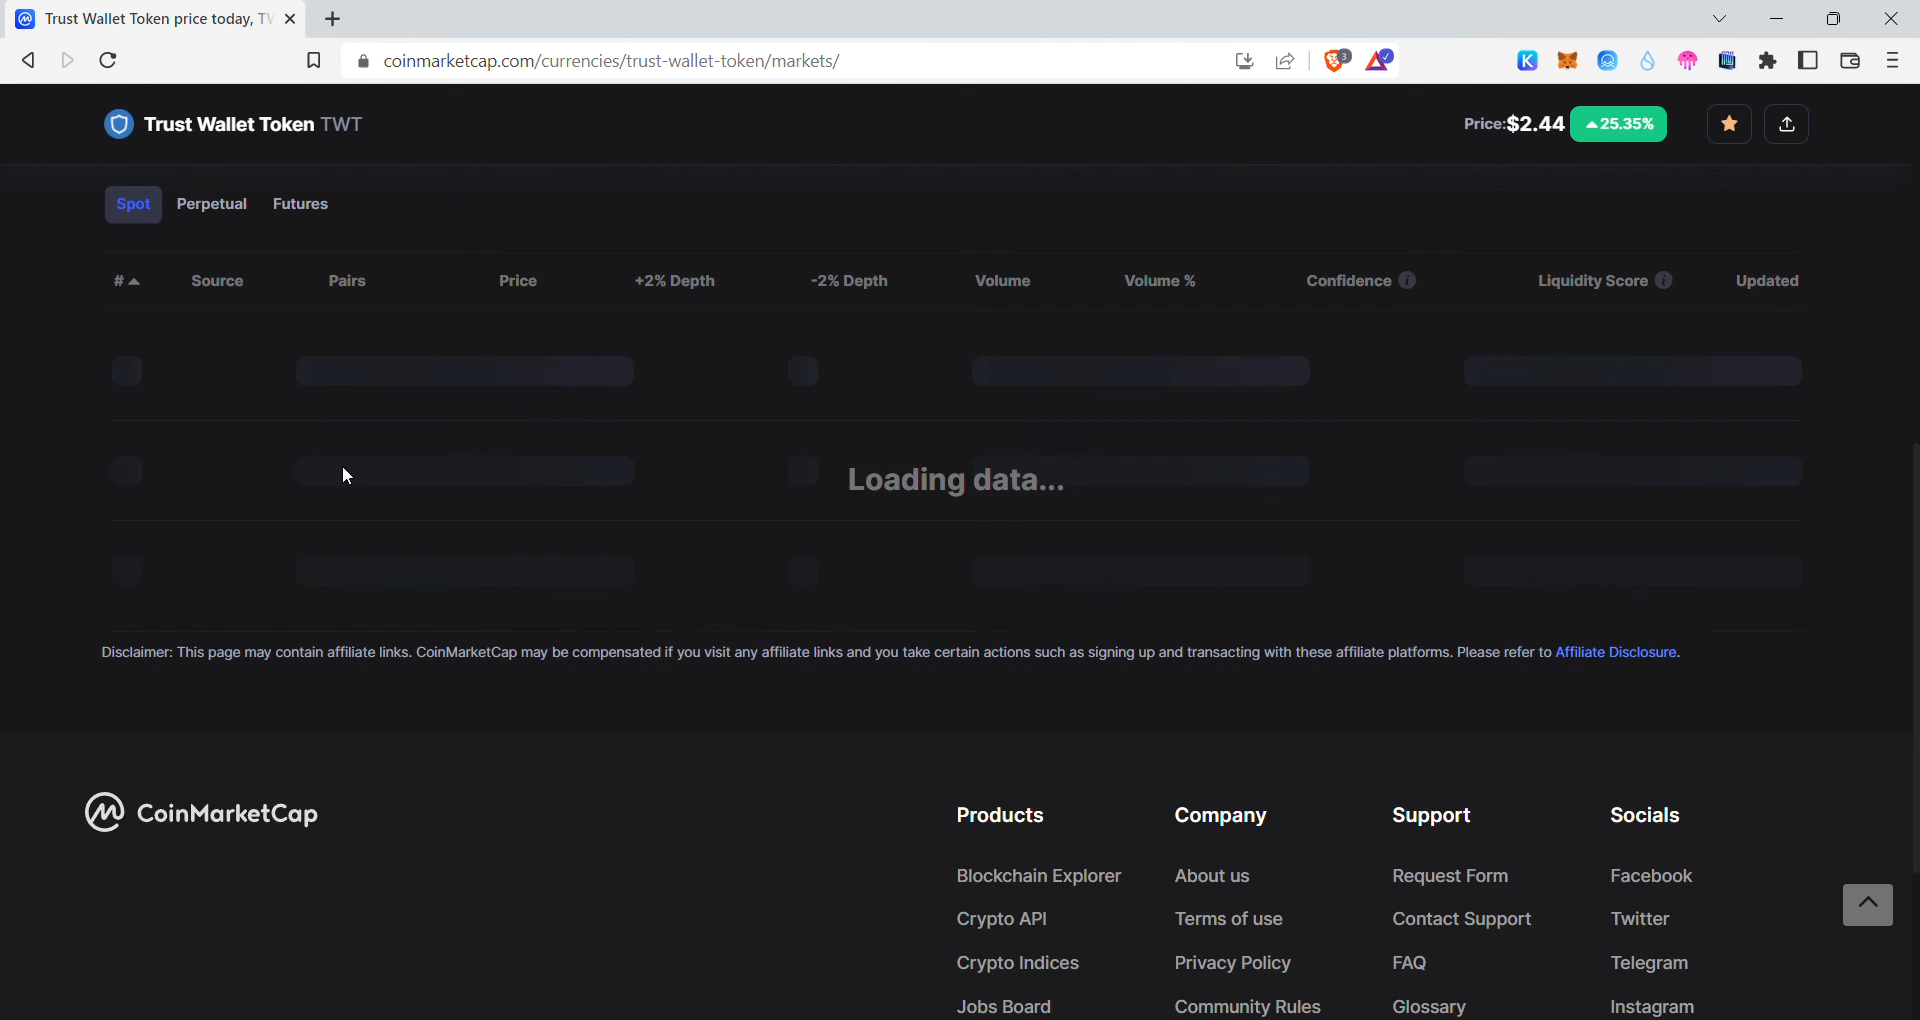 Trust Wallet Token price today, TW
coinmarketcap.com/currencies/trust-wallet-token/markets/
3
K
Trust Wallet Token TWT
Price:$2.44 25.35%
Spot Perpetual Futures
# Source Pairs Price +2% Depth -2% Depth Volume Volume % Confidence i Liquidity Score i Updated
Loading data...
Disclaimer: This page may contain affiliate links. CoinMarketCap may be compensated if you visit any affiliate links and you take certain actions such as signing up and transacting with these affiliate platforms. Please refer to Affiliate Disclosure.
CoinMarketCap
Products
Blockchain Explorer
Crypto API
Crypto Indices
Jobs Board
Company
About us
Terms of use
Privacy Policy
Community Rules
Support
Request Form
Contact Support
FAQ
Glossary
Socials
Facebook
Twitter
Telegram
Instagram